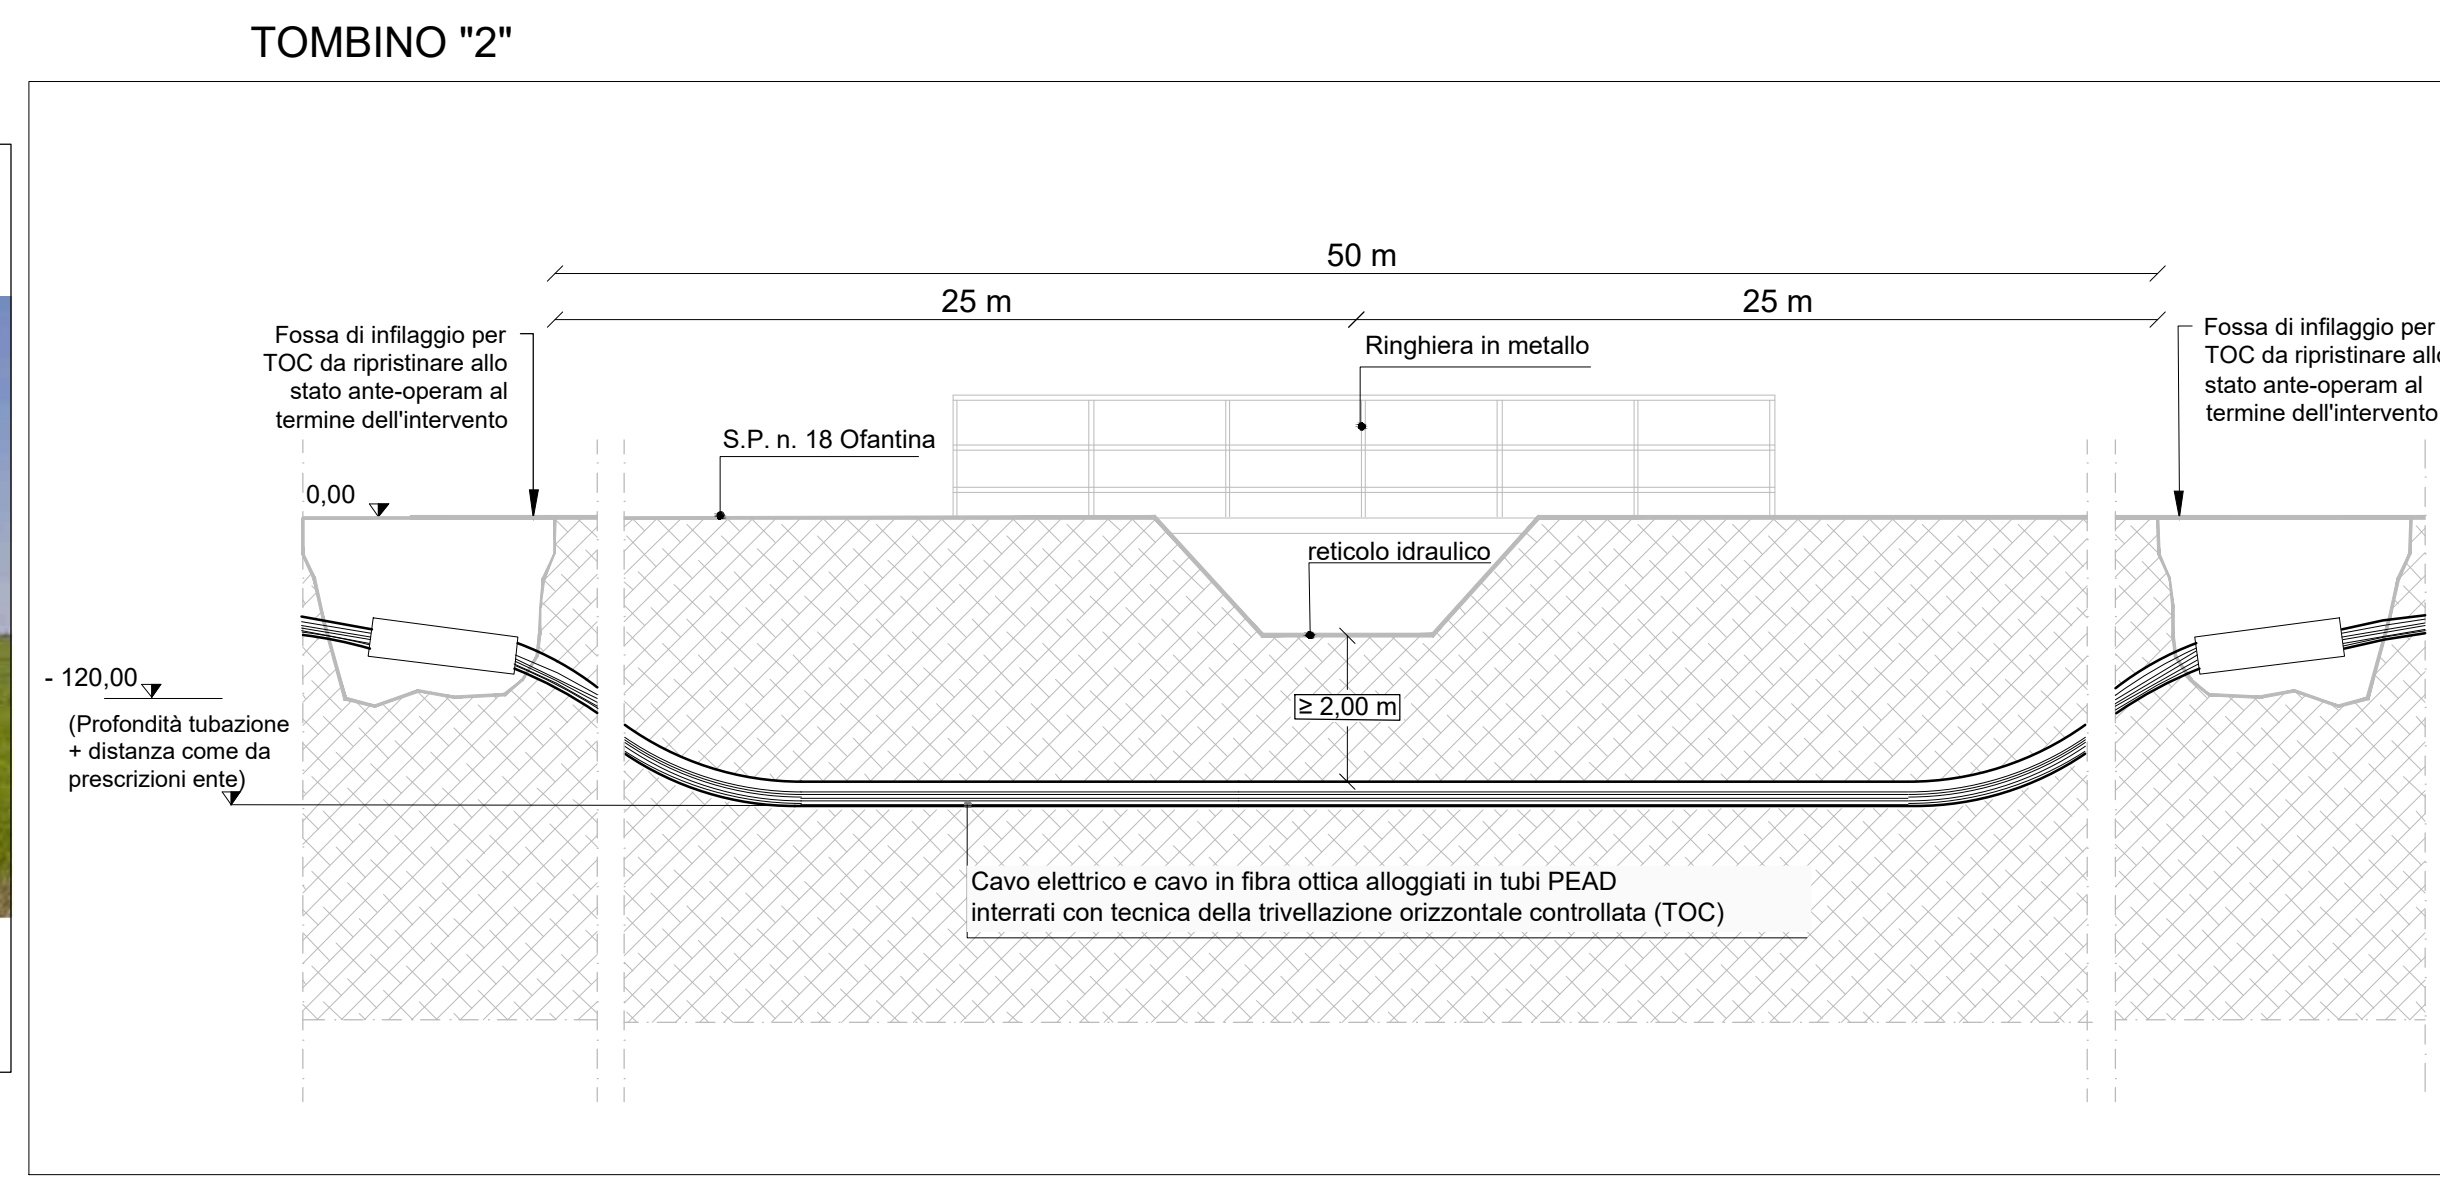 TOMBINO "2"
50 m
25 m
25 m
Fossa di infilaggio per
TOC da ripristinare allo
stato ante-operam al
termine dell'intervento
Ringhiera in metallo
Fossa di infilaggio per
TOC da ripristinare allo
stato ante-operam al
termine dell'intervento
S.P. n. 18 Ofantina
0,00
reticolo idraulico
- 120,00
(Profondità tubazione
+ distanza come da
prescrizioni ente)
≥ 2,00 m
Cavo elettrico e cavo in fibra ottica alloggiati in tubi PEAD
interrati con tecnica della trivellazione orizzontale controllata (TOC)